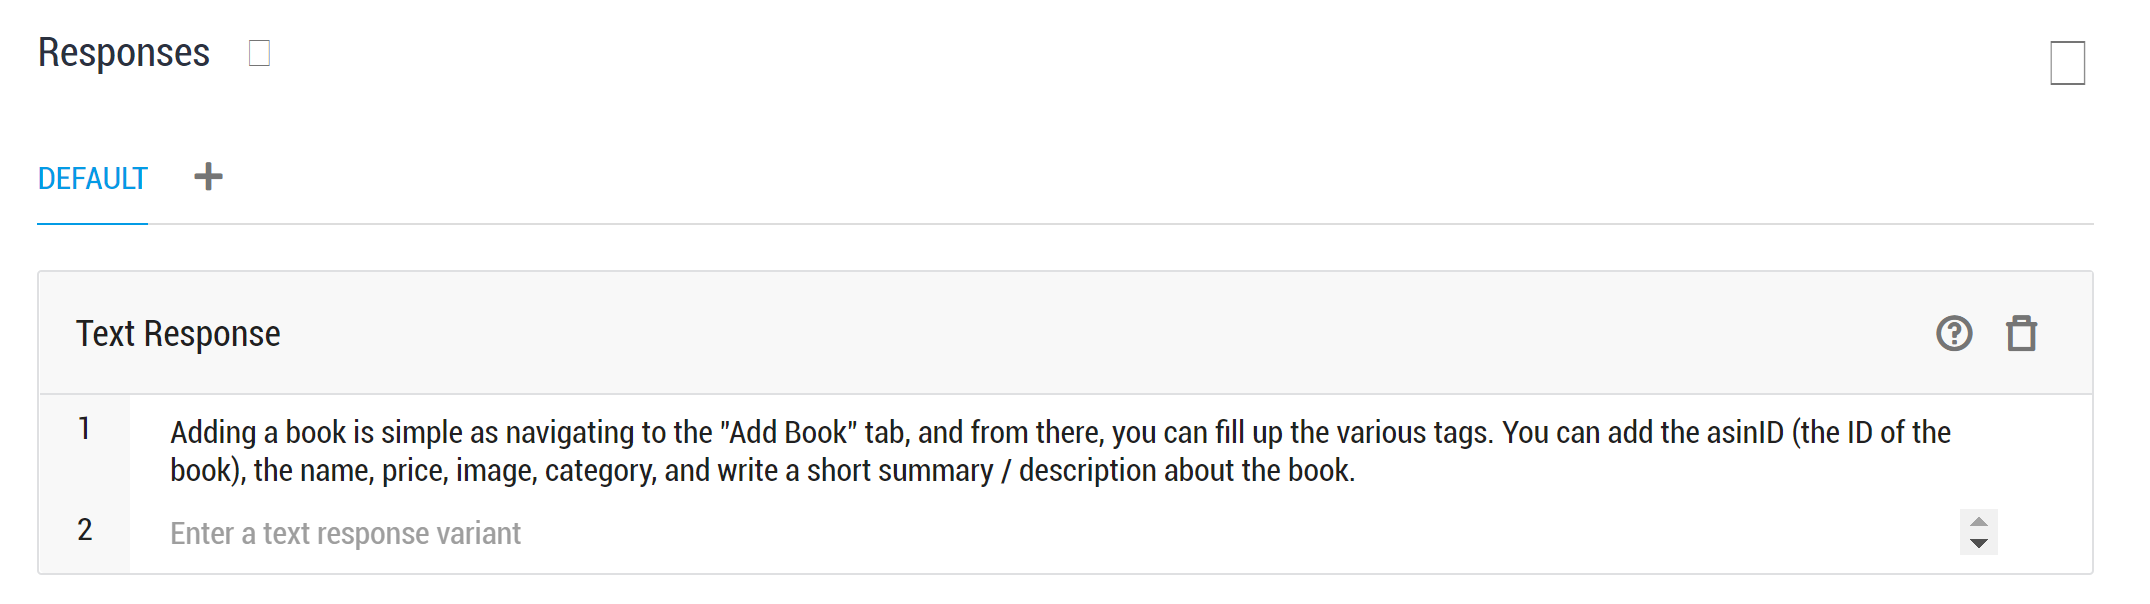 Responses
DEFAULT
Text Response
1
Adding a book is simple as navigating to the "Add Book" tab, and from there, you can fill up the various tags. You can add the asinID (the ID of the
book), the name, price, image, category, and write a short summary / description about the book.
2
Enter a text response variant